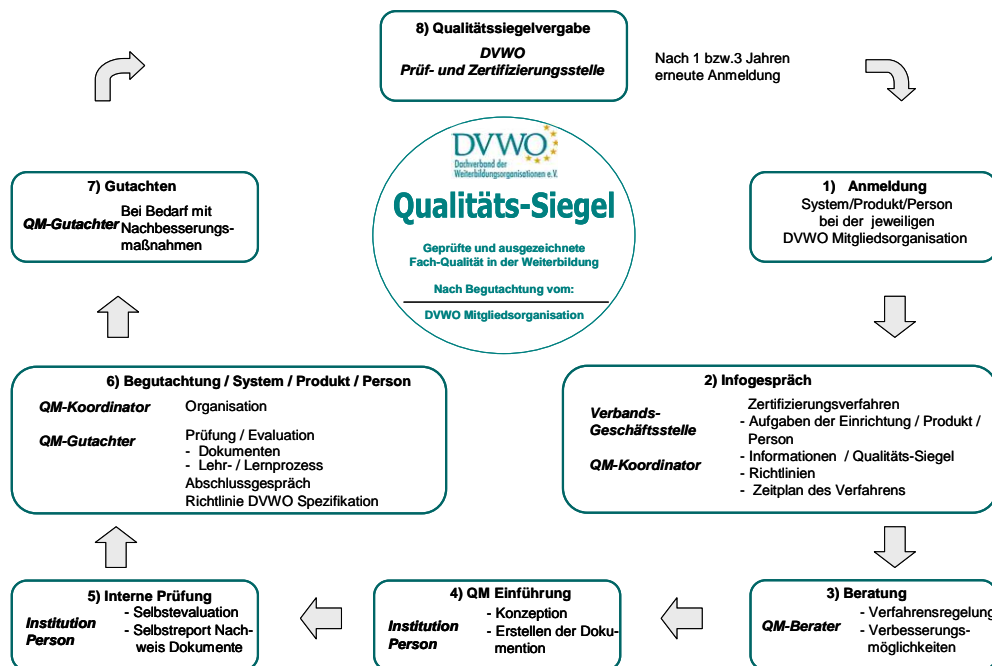 8) Qualitätssiegelvergabe
DVWO
Prüf- und Zertifizierungsstelle
Nach 1 bzw.3 Jahren
erneute Anmeldung
DVWO
Dachverband der
Weiterbildungsorganisationen e.V.
Qualitäts-Siegel
Geprüfte und ausgezeichnete
Fach-Qualität in der Weiterbildung
Nach Begutachtung vom:
DVWO Mitgliedsorganisation
1) Anmeldung
System/Produkt/Person
bei der jeweiligen
DVWO Mitgliedsorganisation
2) Infogespräch
Verbands-
Geschäftsstelle
QM-Koordinator
Zertifizierungsverfahren
- Aufgaben der Einrichtung / Produkt /
Person
- Informationen / Qualitäts-Siegel
- Richtlinien
- Zeitplan des Verfahrens
3) Beratung
QM-Berater
- Verfahrensregelung
- Verbesserungs-
möglichkeiten
4) QM Einführung
Institution
Person
- Konzeption
- Erstellen der Doku-
mention
5) Interne Prüfung
Institution
Person
- Selbstevaluation
- Selbstreport Nach-
weis Dokumente
6) Begutachtung / System / Produkt / Person
QM-Koordinator Organisation
QM-Gutachter Prüfung / Evaluation
- Dokumenten
- Lehr- / Lernprozess
Abschlussgespräch
Richtlinie DVWO Spezifikation
7) Gutachten
QM-Gutachter
Bei Bedarf mit
Nachbesserungs-
maßnahmen